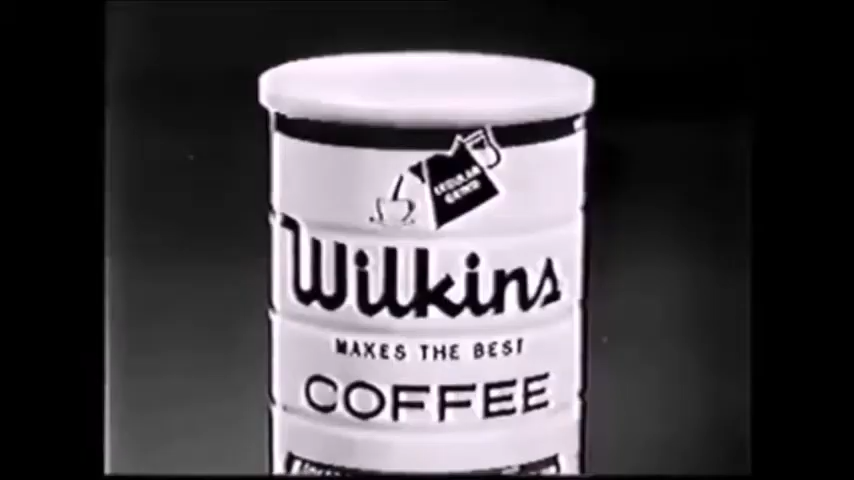 REGULAR
GRIND
Wilkins
MAKES THE BEST
COFFEE